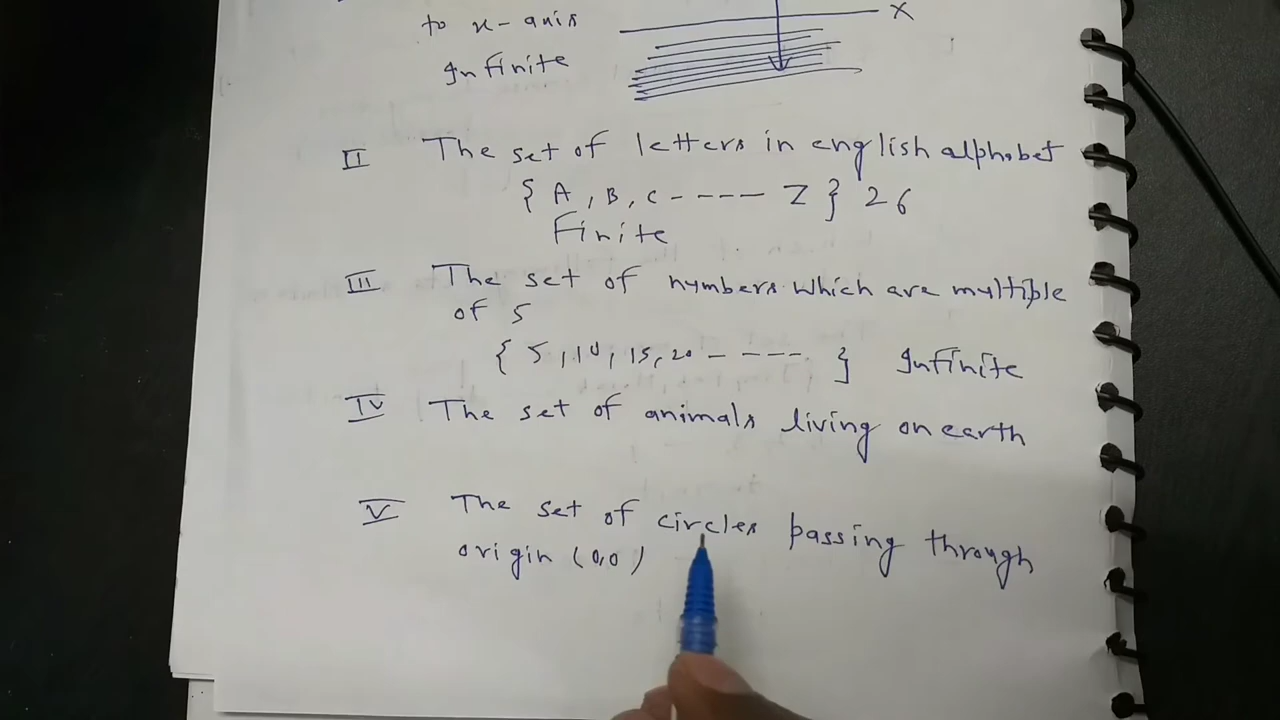 to x-axis
X
Infinite
II The set of letters in english alphabet
{ A, B, C ---- Z } 26
Finite
III The set of numbers which are multiple
of 5
{ 5, 10, 15, 20 - ---- } Infinite
IV The set of animals living on earth
V The set of circles passing through
origin (0,0)